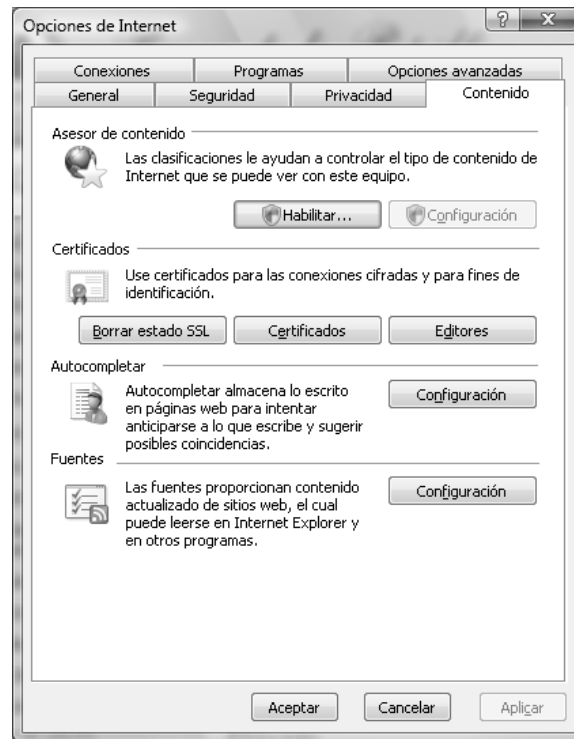 Opciones de Internet
Conexiones Programas Opciones avanzadas
General Seguridad Privacidad Contenido
Asesor de contenido
Las clasificaciones le ayudan a controlar el tipo de contenido de
Internet que se puede ver con este equipo.
Habilitar... Configuración
Certificados
Use certificados para las conexiones cifradas y para fines de
identificación.
Borrar estado SSL Certificados Editores
Autocompletar
Autocompletar almacena lo escrito
en páginas web para intentar
anticiparse a lo que escribe y sugerir
posibles coincidencias.
Configuración
Fuentes
Las fuentes proporcionan contenido
actualizado de sitios web, el cual
puede leerse en Internet Explorer y
en otros programas.
Configuración
Aceptar Cancelar Aplicar